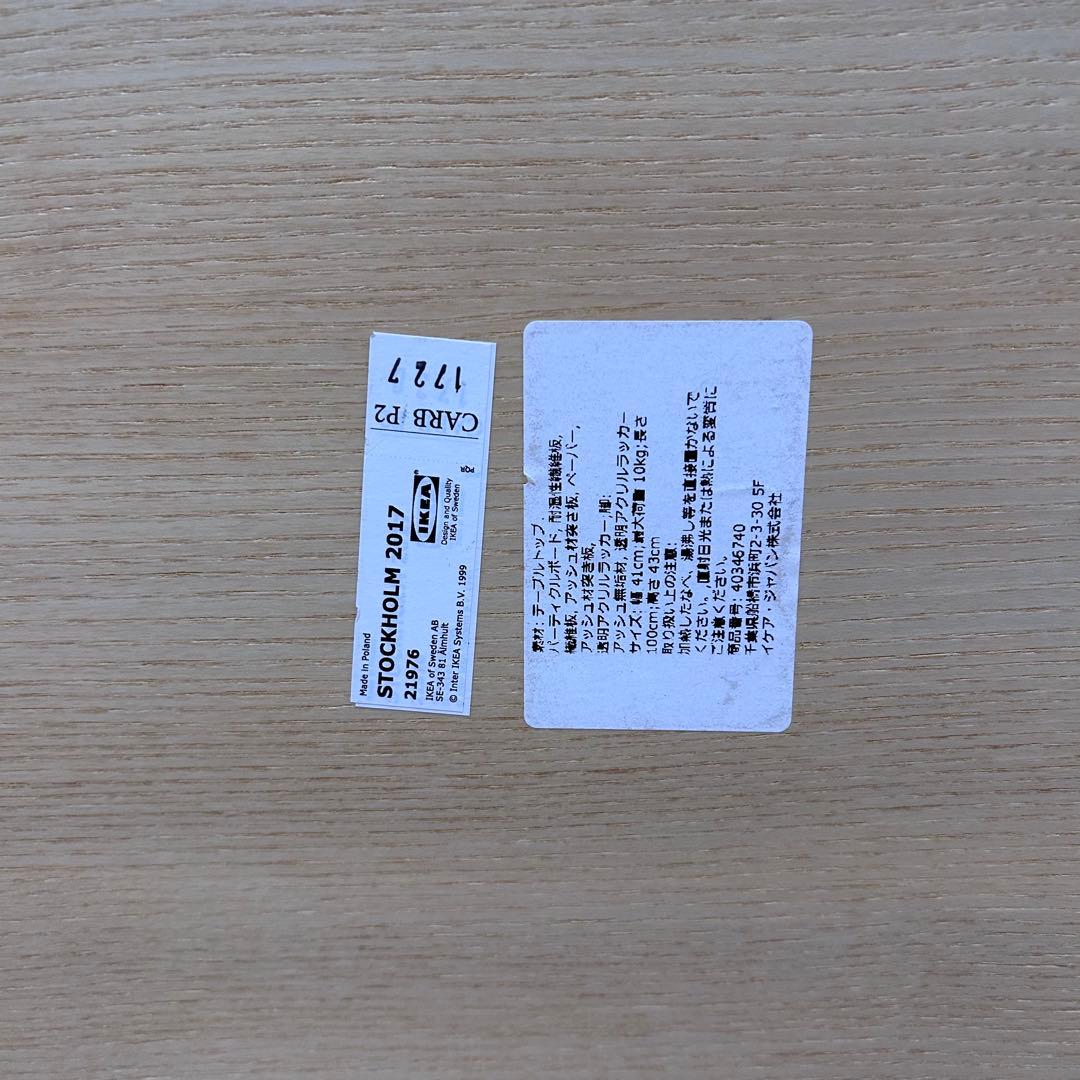 Made in Poland
STOCKHOLM 2017
21976
IKEA of Sweden AB
SE-343 81 Älmhult
© Inter IKEA Systems B.V. 1999
IKEA®
Design and Quality
IKEA of Sweden
CARB P2
1727
素材: テーブルトップ:
パーティクルボード, 耐湿性繊維板,
繊維板, アッシュ材突き板, ペーパー,
アッシュ材突き板,
透明アクリルラッカー;脚:
アッシュ無垢材, 透明アクリルラッカー
サイズ: 幅 41cm;最大荷重 10Kg;長さ
100cm;高さ 43cm
取り扱い上の注意:
加熱したなべ、湯沸し等を直接置かないで
ください。直射日光または熱による変質に
ご注意ください。
商品番号: 40346740
千葉県船橋市浜町2-3-30 5F
イケア・ジャパン株式会社